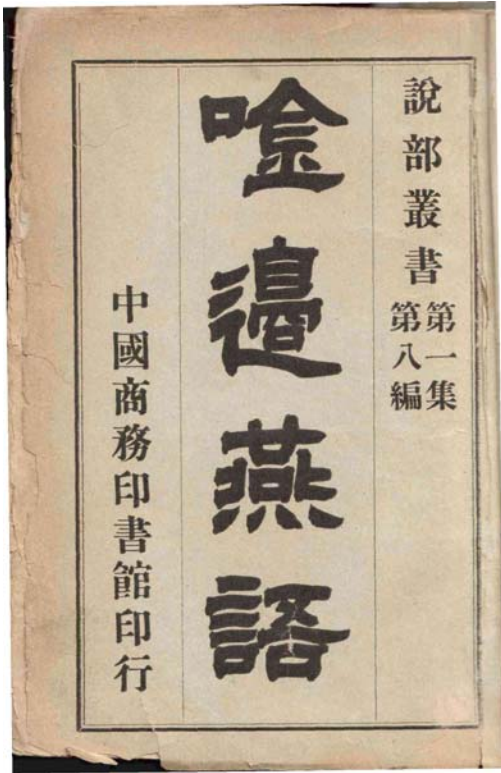 說部叢書
第一集
第八編
唫邊燕語
中國商務印書館印行